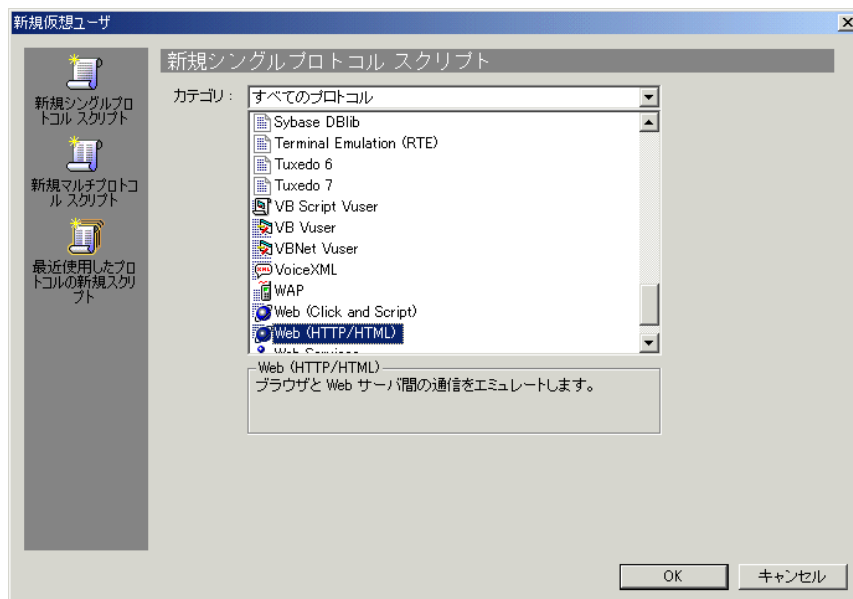 新規仮想ユーザ
新規シングルプロ
トコル スクリプト
新規マルチプロトコ
ル スクリプト
最近使用したプロ
トコルの新規スクリ
プト
新規シングルプロトコル スクリプト
カテゴリ: すべてのプロトコル
Sybase DBlib
Terminal Emulation (RTE)
Tuxedo 6
Tuxedo 7
VB Script Vuser
VB Vuser
VBNet Vuser
VoiceXML
WAP
Web (Click and Script)
Web (HTTP/HTML)
Web Services
Web (HTTP/HTML)
ブラウザと Web サーバ間の通信をエミュレートします。
OK キャンセル